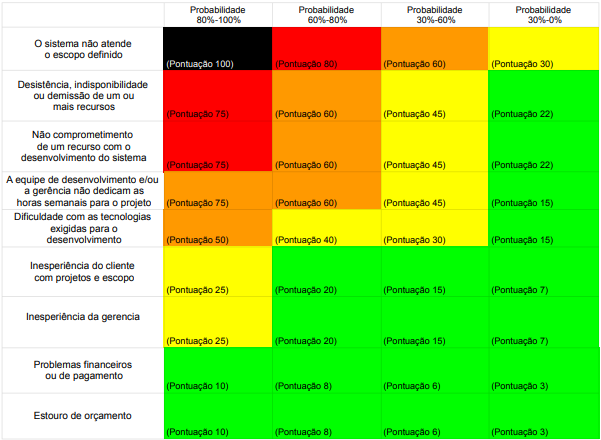 Probabilidade
80%-100%
Probabilidade
60%-80%
Probabilidade
30%-60%
Probabilidade
30%-0%
O sistema não atende
o escopo definido
(Pontuação 100)
(Pontuação 60)
(Pontuação 60)
(Pontuação 30)
Desistência, indisponibilidade
ou demissão de um ou
mais recursos
(Pontuação 75)
(Pontuação 60)
(Pontuação 45)
(Pontuação 22)
Não comprometimento
de um recurso com o
desenvolvimento do sistema
(Pontuação 75)
(Pontuação 60)
(Pontuação 45)
(Pontuação 22)
A equipe de desenvolvimento e/ou
a gerência não dedicam as
horas semanais para o projeto
(Pontuação 75)
(Pontuação 60)
(Pontuação 45)
(Pontuação 15)
Dificuldade com as tecnologias
exigidas para o
desenvolvimento
(Pontuação 50)
(Pontuação 40)
(Pontuação 30)
(Pontuação 15)
Inesperiência do cliente
com projetos e escopo
(Pontuação 25)
(Pontuação 20)
(Pontuação 15)
(Pontuação 7)
Inesperiência da gerencia
(Pontuação 25)
(Pontuação 20)
(Pontuação 15)
(Pontuação 7)
Problemas financeiros
ou de pagamento
(Pontuação 10)
(Pontuação 8)
(Pontuação 6)
(Pontuação 3)
Estouro de orçamento
(Pontuação 10)
(Pontuação 8)
(Pontuação 6)
(Pontuação 3)